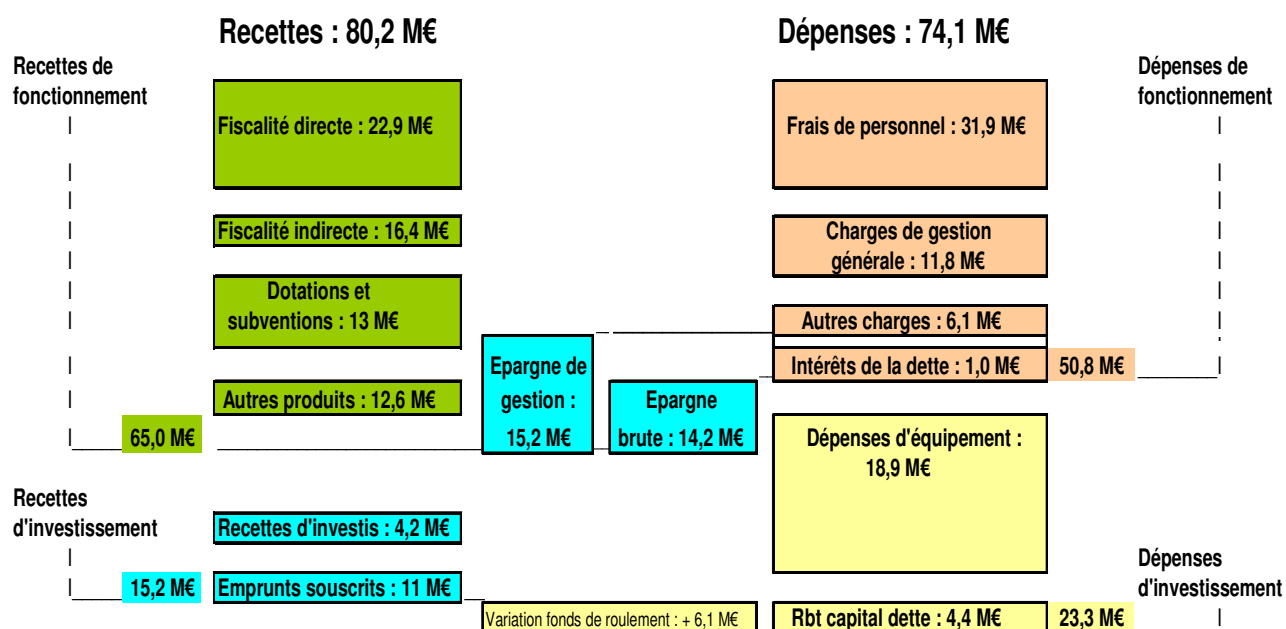 Recettes : 80,2 M€
Dépenses : 74,1 M€
Recettes de
fonctionnement
Dépenses de
fonctionnement
Fiscalité directe : 22,9 M€
Frais de personnel : 31,9 M€
Fiscalité indirecte : 16,4 M€
Charges de gestion
générale : 11,8 M€
Dotations et
subventions : 13 M€
Autres charges : 6,1 M€
Epargne de
gestion :
15,2 M€
Intérêts de la dette : 1,0 M€
50,8 M€
Autres produits : 12,6 M€
Epargne
brute : 14,2 M€
65,0 M€
Dépenses d'équipement :
18,9 M€
Recettes
d'investissement
Recettes d'investis : 4,2 M€
15,2 M€
Emprunts souscrits : 11 M€
Dépenses
d'investissement
Variation fonds de roulement : + 6,1 M€
Rbt capital dette : 4,4 M€
23,3 M€